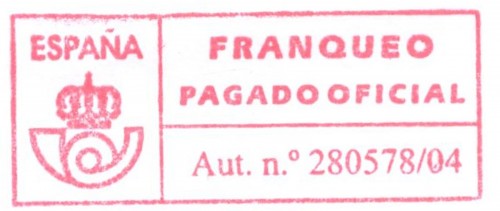 ESPAÑA
FRANQUEO
PAGADO OFICIAL
Aut. n.º 280578/04